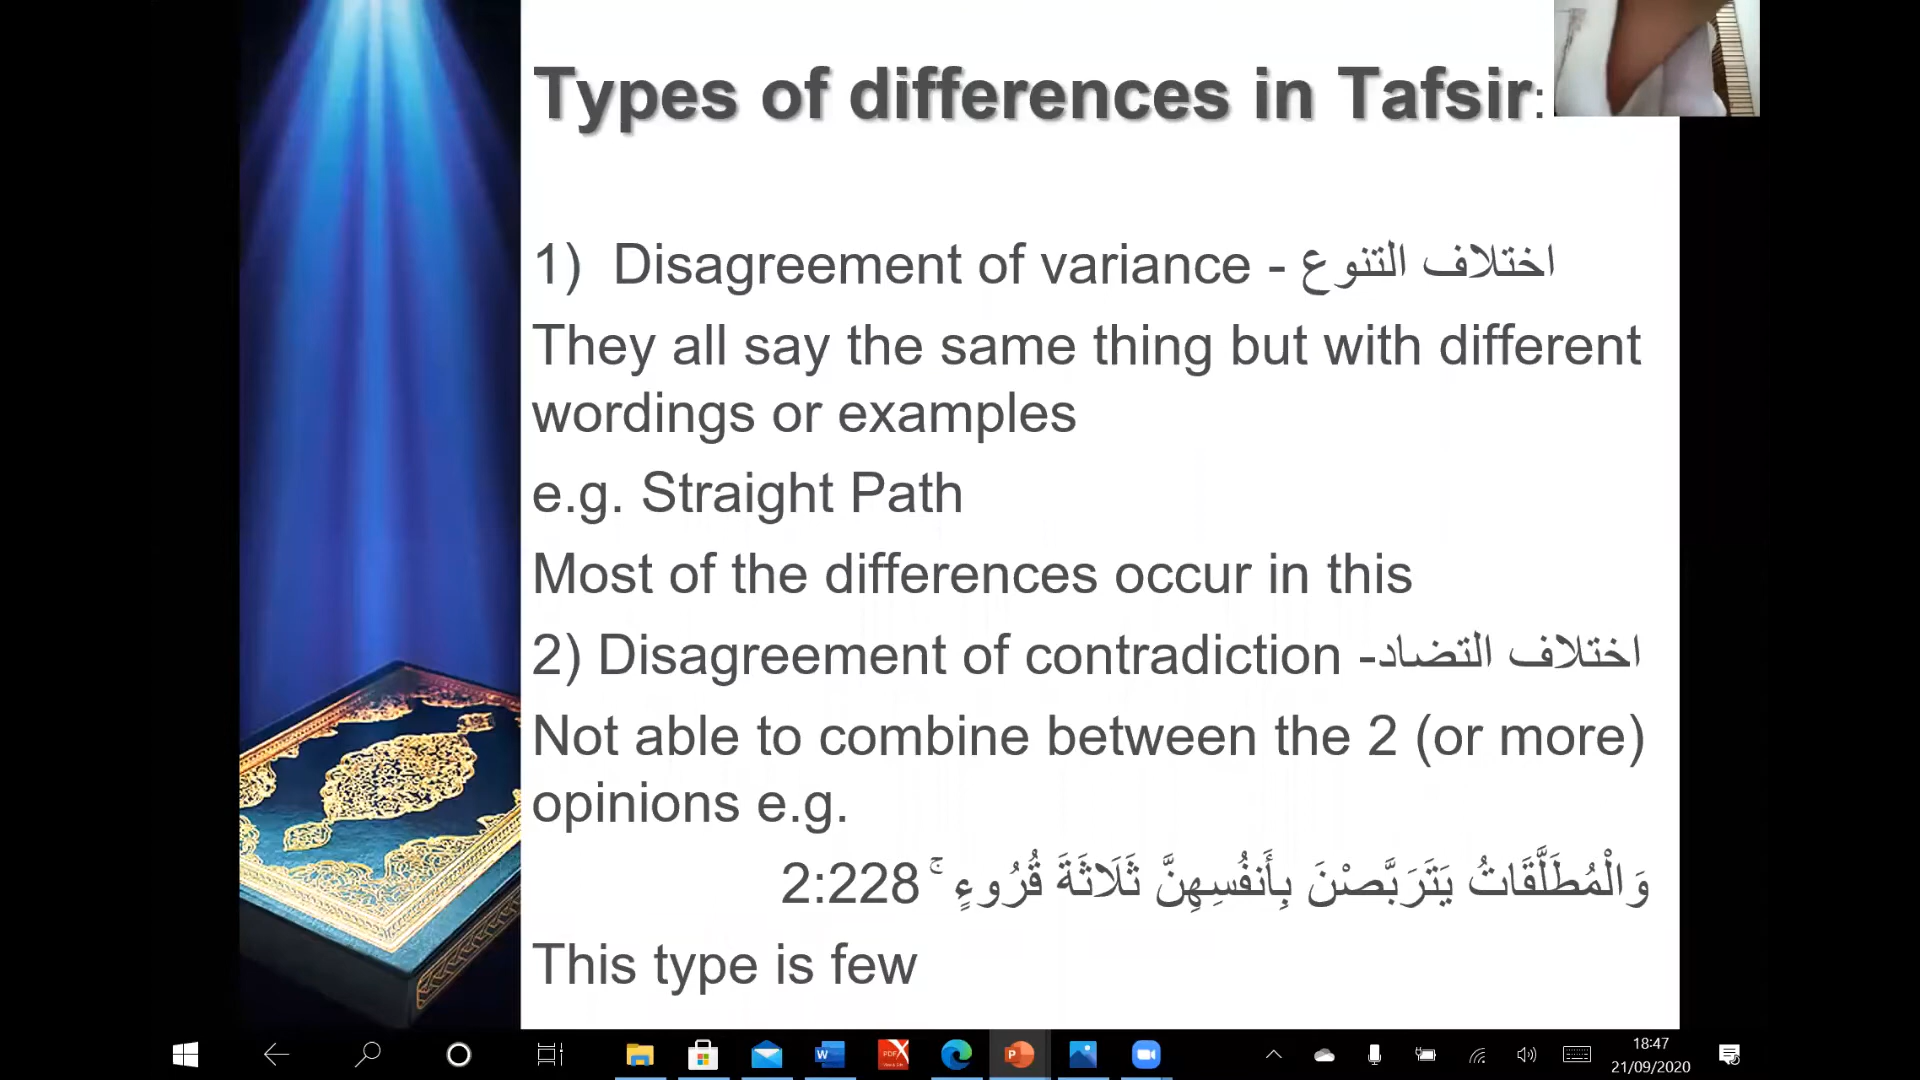 Types of differences in Tafsir:
1) Disagreement of variance - اختلاف التنوع
They all say the same thing but with different
wordings or examples
e.g. Straight Path
Most of the differences occur in this
2) Disagreement of contradiction -اختلاف التضاد
Not able to combine between the 2 (or more)
opinions e.g.
وَالْمُطَلَّقَاتُ يَتَرَبَّصْنَ بِأَنفُسِهِنَّ ثَلَاثَةَ قُرُوءٍ ۚ 2:228
This type is few
18:47
21/09/2020